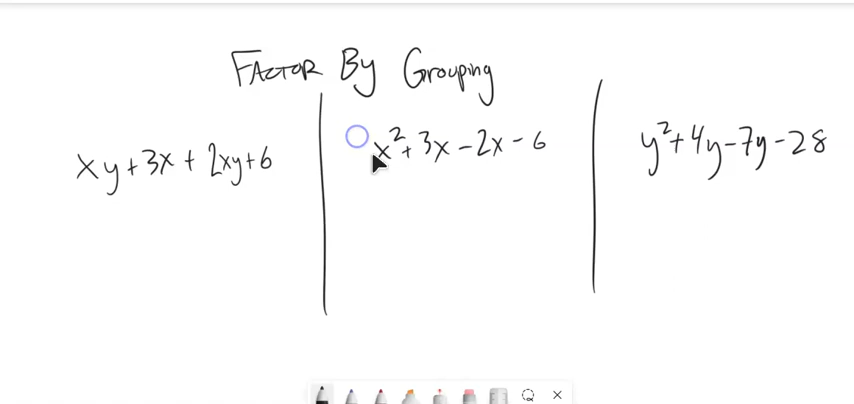 FACTOR By Grouping
xy+3x + 2xy+6
x²+3x-2x-6
y²+4y-7y-28